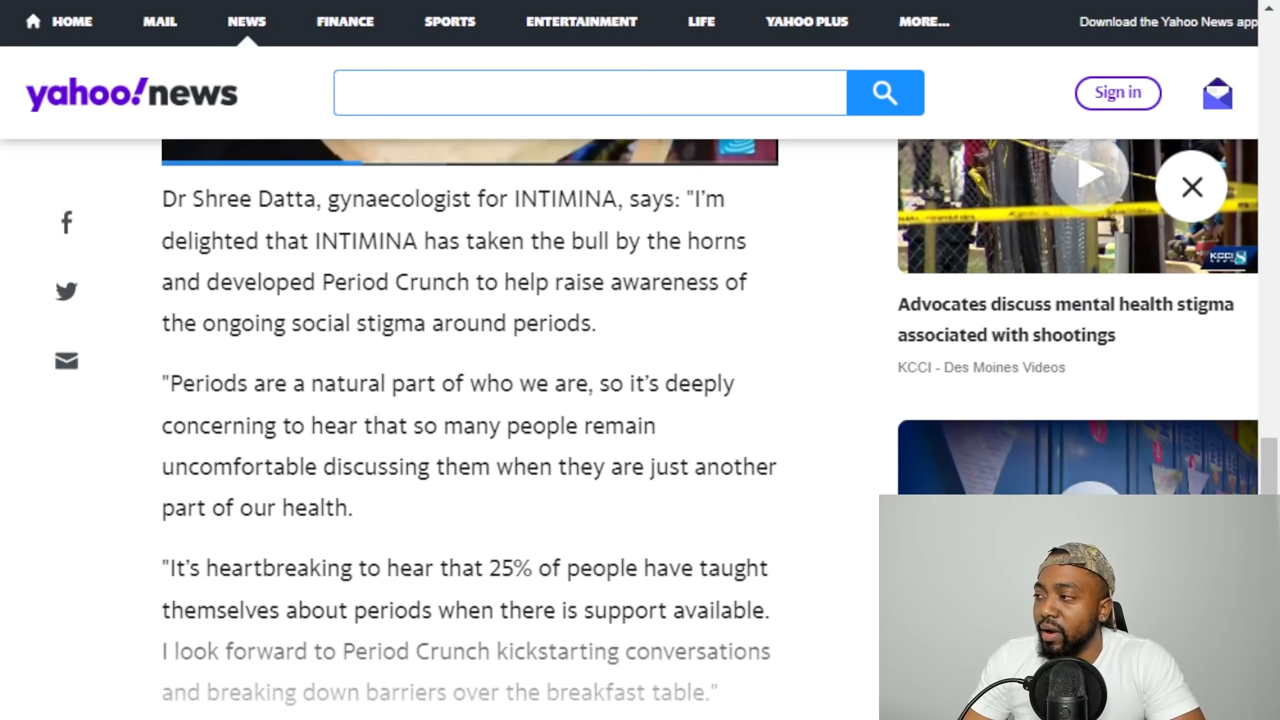 HOME MAIL NEWS FINANCE SPORTS ENTERTAINMENT LIFE YAHOO PLUS MORE... Download the Yahoo News app
yahoo!news
Sign in
Dr Shree Datta, gynaecologist for INTIMINA, says: "I'm
delighted that INTIMINA has taken the bull by the horns
and developed Period Crunch to help raise awareness of
the ongoing social stigma around periods.
"Periods are a natural part of who we are, so it's deeply
concerning to hear that so many people remain
uncomfortable discussing them when they are just another
part of our health.
"It's heartbreaking to hear that 25% of people have taught
themselves about periods when there is support available.
I look forward to Period Crunch kickstarting conversations
and breaking down barriers over the breakfast table."
KCCI 8
Advocates discuss mental health stigma
associated with shootings
KCCI - Des Moines Videos